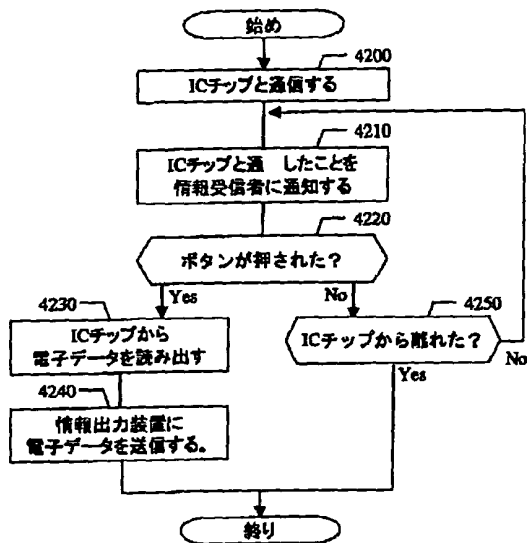 始め
4200
ICチップと通信する
4210
ICチップと通 したことを
情報受信者に通知する
4220
ボタンが押された?
Yes
No
4230
ICチップから
電子データを読み出す
4250
ICチップから離れた?
No
Yes
4240
情報出力装置に
電子データを送信する。
終り